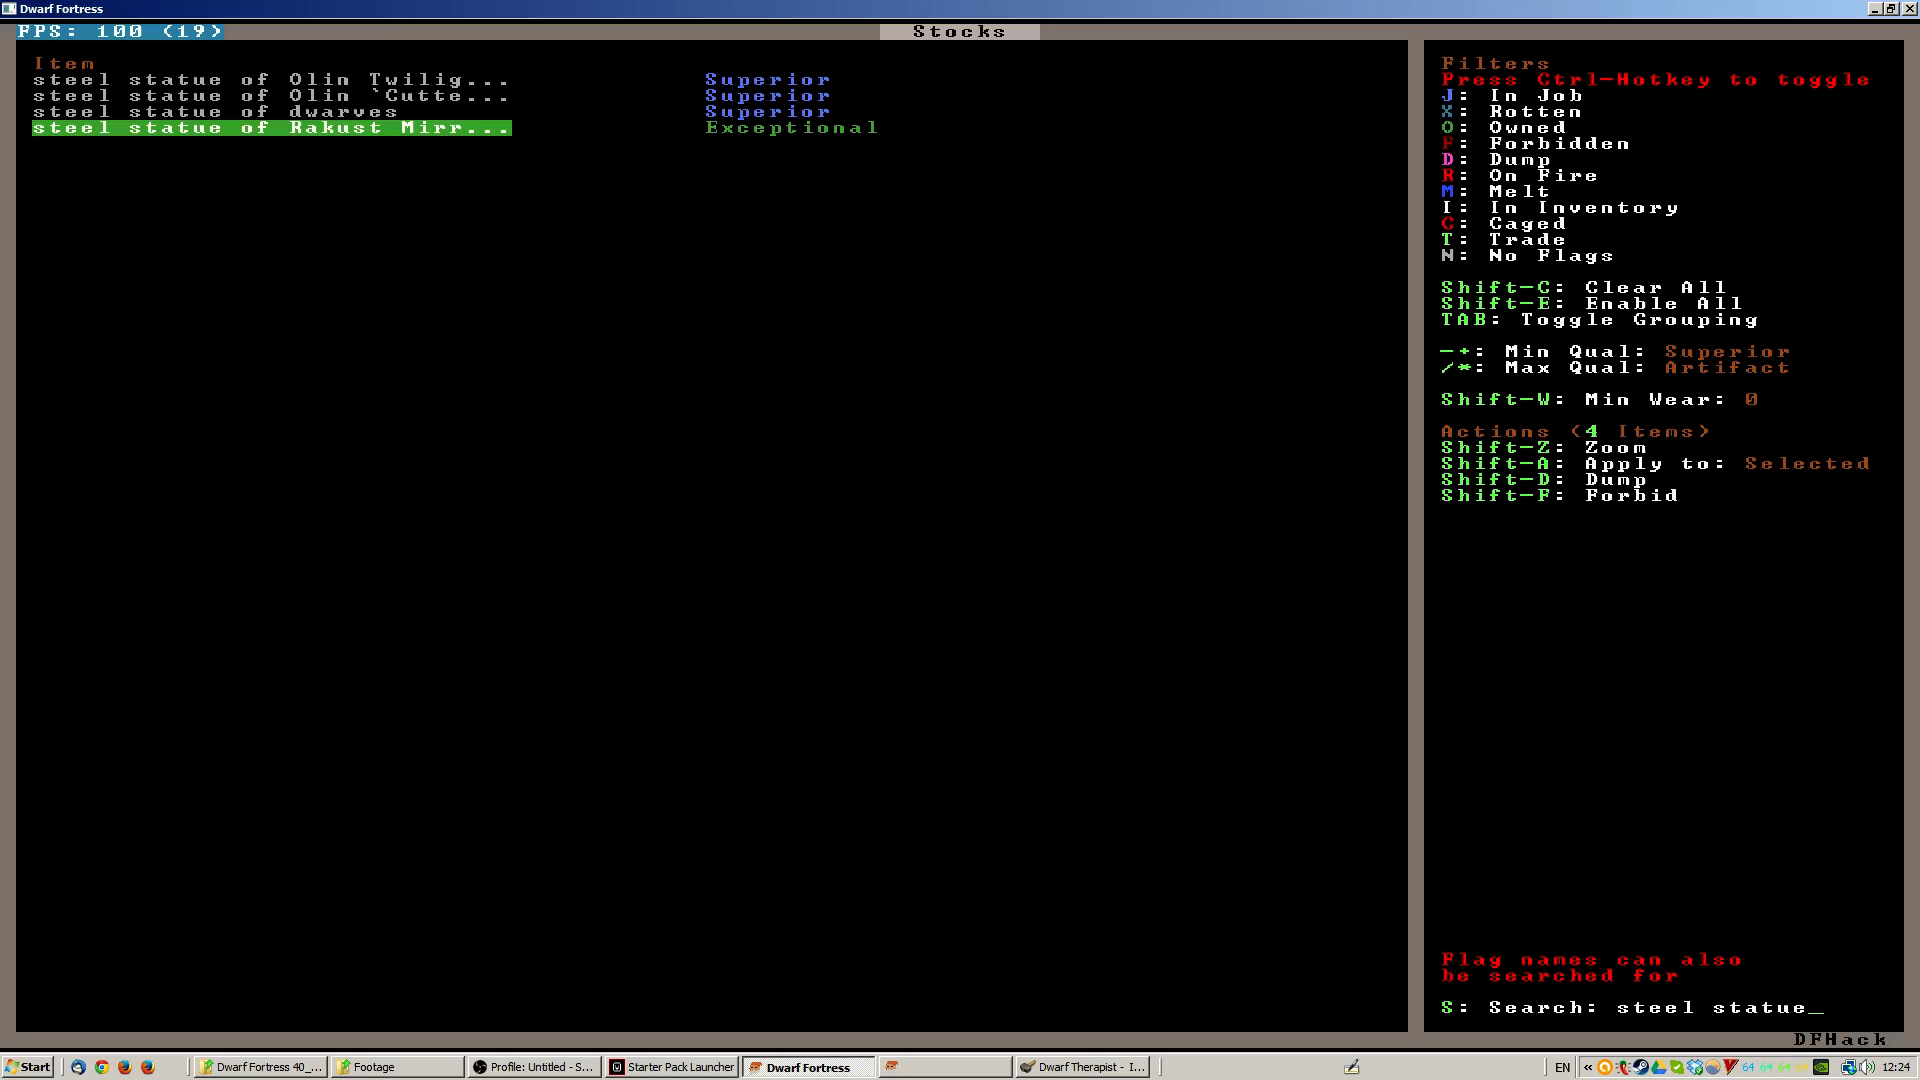 Dwarf Fortress
FPS: 100 (19)
Stocks
Item
steel statue of Olin Twilig... Superior
steel statue of Olin `Cutte... Superior
steel statue of dwarves Superior
steel statue of Rakust Mirr... Exceptional
Filters
Press Ctrl-Hotkey to toggle
J: In Job
X: Rotten
O: Owned
F: Forbidden
D: Dump
R: On Fire
M: Melt
I: In Inventory
C: Caged
T: Trade
N: No Flags
Shift-C: Clear All
Shift-E: Enable All
TAB: Toggle Grouping
-+: Min Qual: Superior
/*: Max Qual: Artifact
Shift-W: Min Wear: 0
Actions (4 Items)
Shift-Z: Zoom
Shift-A: Apply to: Selected
Shift-D: Dump
Shift-F: Forbid
Flag names can also
be searched for
S: Search: steel statue_
DFHack
Start
Dwarf Fortress 40_...
Footage
Profile: Untitled - S...
Starter Pack Launcher
Dwarf Fortress
Dwarf Therapist - I...
EN
«
64 64 64
12:24